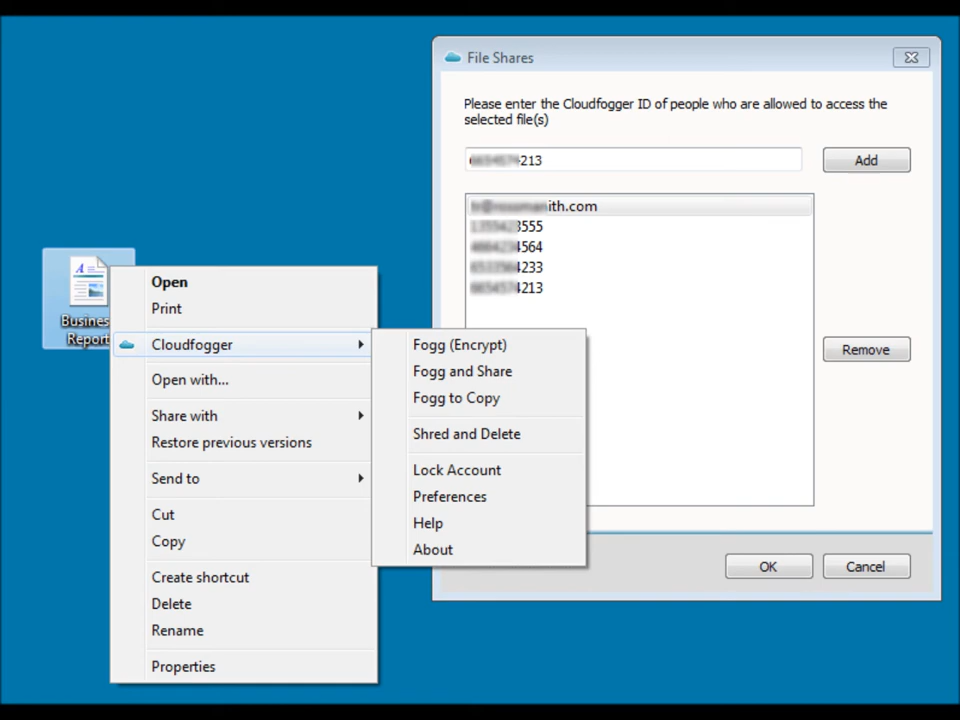 File Shares
Please enter the Cloudfogger ID of people who are allowed to access the
selected file(s)
213
Add
ith.com
3555
4564
4233
4213
Remove
OK
Cancel
Report
Open
Print
Cloudfogger
Open with...
Share with
Restore previous versions
Send to
Cut
Copy
Create shortcut
Delete
Rename
Properties
Fogg (Encrypt)
Fogg and Share
Fogg to Copy
Shred and Delete
Lock Account
Preferences
Help
About